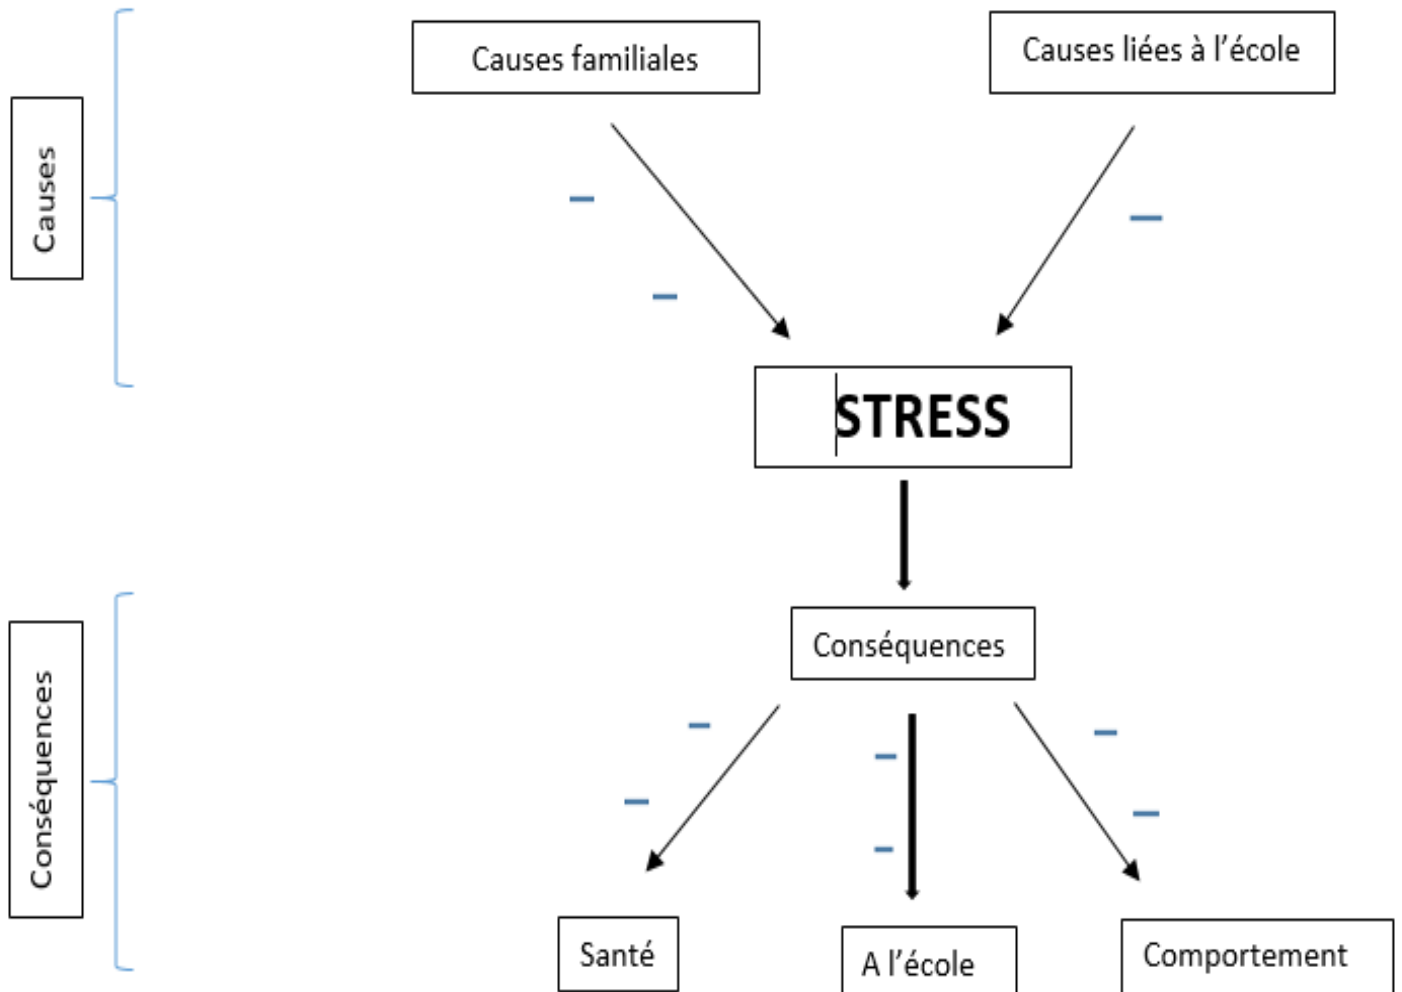 Causes familiales
Causes liées à l'école
Causes
STRESS
Conséquences
Conséquences
Santé
A l'école
Comportement